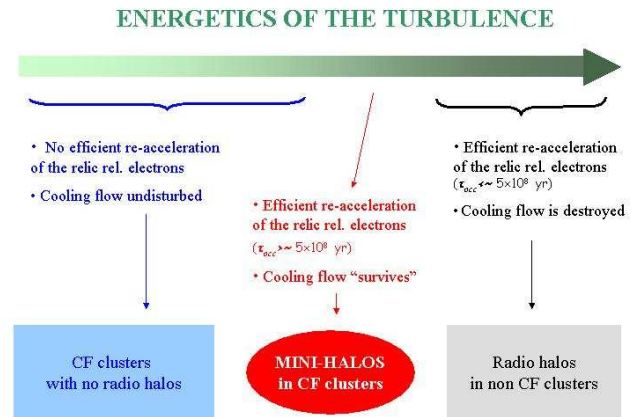 ENERGETICS OF THE TURBULENCE
• No efficient re-acceleration
of the relic rel. electrons
• Cooling flow undisturbed
• Efficient re-acceleration
of the relic rel. electrons
(τacc >~ 5×10⁸ yr)
• Cooling flow “survives”
• Efficient re-acceleration
of the relic rel. electrons
(τacc <~ 5×10⁸ yr)
• Cooling flow is destroyed
CF clusters
with no radio halos
MINI-HALOS
in CF clusters
Radio halos
in non CF clusters